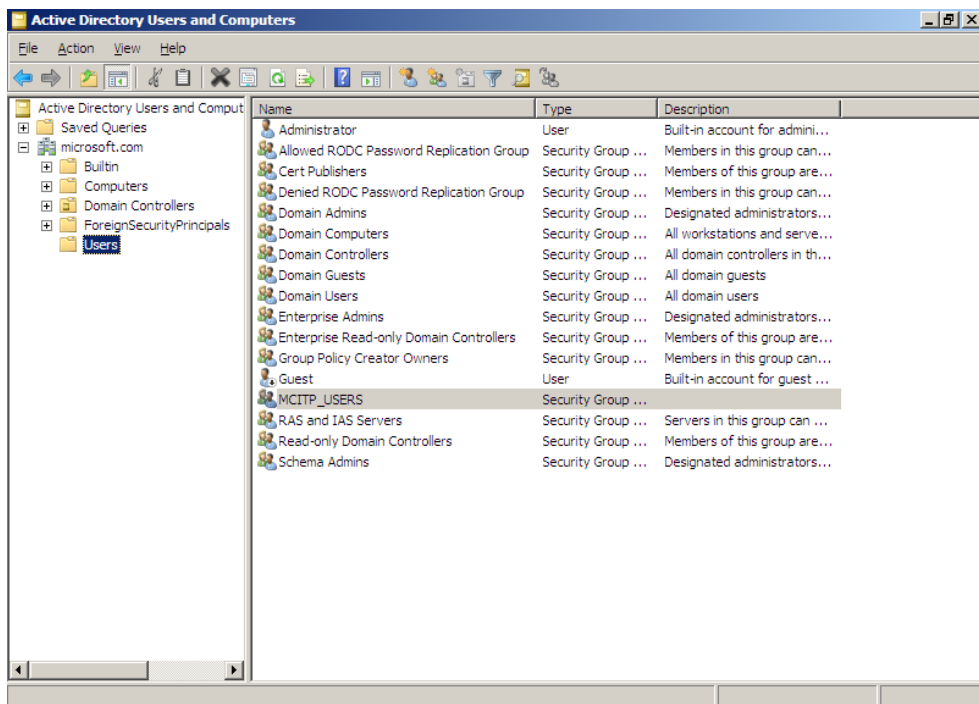 Active Directory Users and Computers
File Action View Help
Active Directory Users and Comput
Saved Queries
microsoft.com
Builtin
Computers
Domain Controllers
ForeignSecurityPrincipals
Users
Name Type Description
Administrator User Built-in account for admini...
Allowed RODC Password Replication Group Security Group ... Members in this group can...
Cert Publishers Security Group ... Members of this group are...
Denied RODC Password Replication Group Security Group ... Members in this group can...
Domain Admins Security Group ... Designated administrators...
Domain Computers Security Group ... All workstations and serve...
Domain Controllers Security Group ... All domain controllers in th...
Domain Guests Security Group ... All domain guests
Domain Users Security Group ... All domain users
Enterprise Admins Security Group ... Designated administrators...
Enterprise Read-only Domain Controllers Security Group ... Members of this group are...
Group Policy Creator Owners Security Group ... Members in this group can...
Guest User Built-in account for guest ...
MCITP_USERS Security Group ...
RAS and IAS Servers Security Group ... Servers in this group can ...
Read-only Domain Controllers Security Group ... Members of this group are...
Schema Admins Security Group ... Designated administrators...